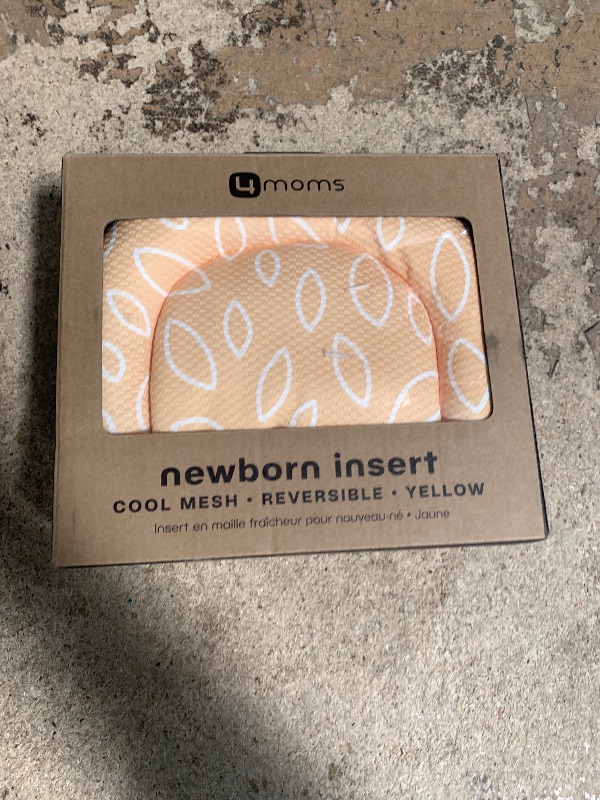 4moms
newborn insert
COOL MESH • REVERSIBLE • YELLOW
Insert en maille fraîcheur pour nouveau-né • Jaune